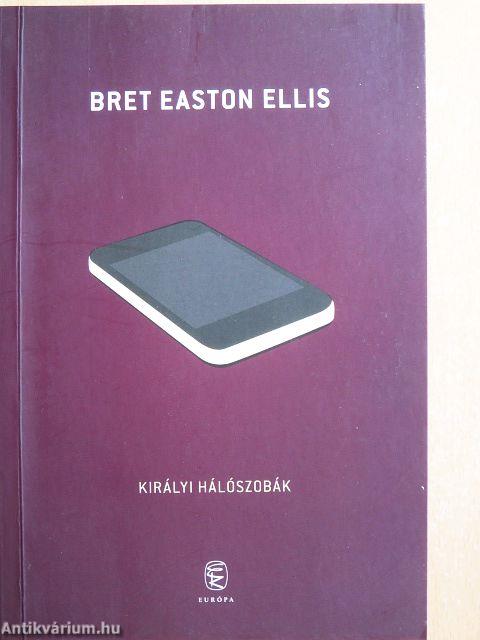 BRET EASTON ELLIS
KIRÁLYI HÁLÓSZOBÁK
EURÓPA
Antikvárium.hu